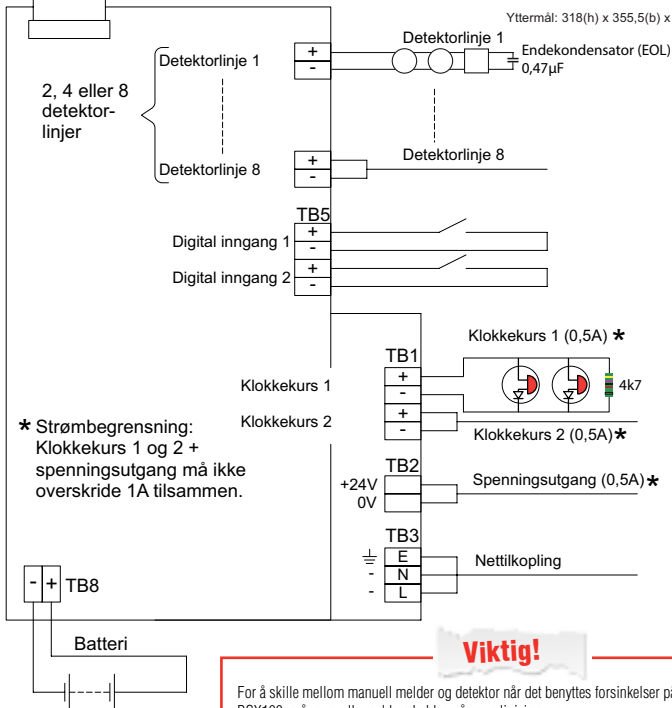 Yttermål: 318(h) x 355,5(b) x
Detektorlinje 1
+
-
Detektorlinje 1
Endekondensator (EOL)
0,47µF
2, 4 eller 8
detektor-
linjer
Detektorlinje 8
+
-
Detektorlinje 8
TB5
Digital inngang 1
+
-
Digital inngang 2
+
-
Klokkekurs 1 (0,5A) *
TB1
Klokkekurs 1
+
-
4k7
Klokkekurs 2
+
-
Klokkekurs 2 (0,5A)*
* Strømbegrensning:
Klokkekurs 1 og 2 +
spenningsutgang må ikke
overskride 1A tilsammen.
TB2
+24V
0V
Spenningsutgang (0,5A)*
TB3
E
- N
- L
Nettilkopling
- + TB8
Batteri
Viktig!
For å skille mellom manuell melder og detektor når det benyttes forsinkelser på